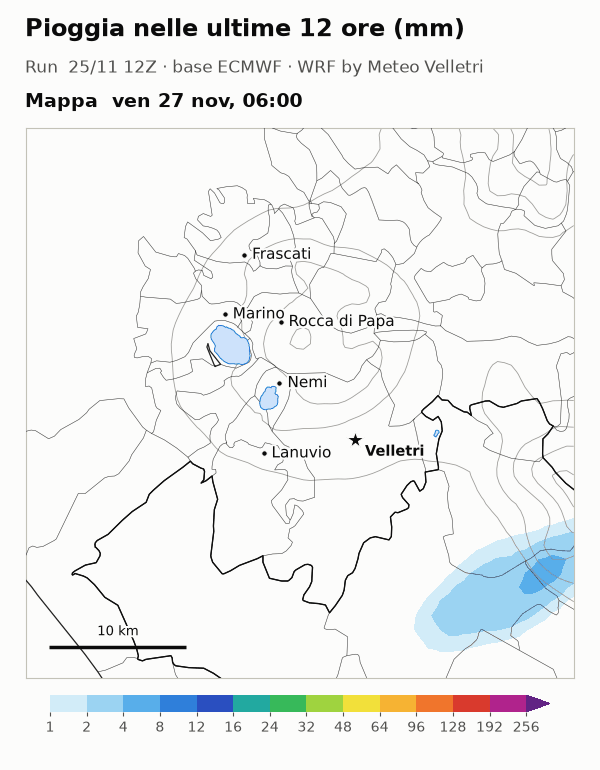 Pioggia nelle ultime 12 ore (mm)
Run  25/11 12Z · base ECMWF · WRF by Meteo Velletri
Mappa  ven 27 nov, 06:00
Frascati
Marino
Rocca di Papa
Nemi
Velletri
Lanuvio
10 km
1 2 4 8 12 16 24 32 48 64 96 128 192 256